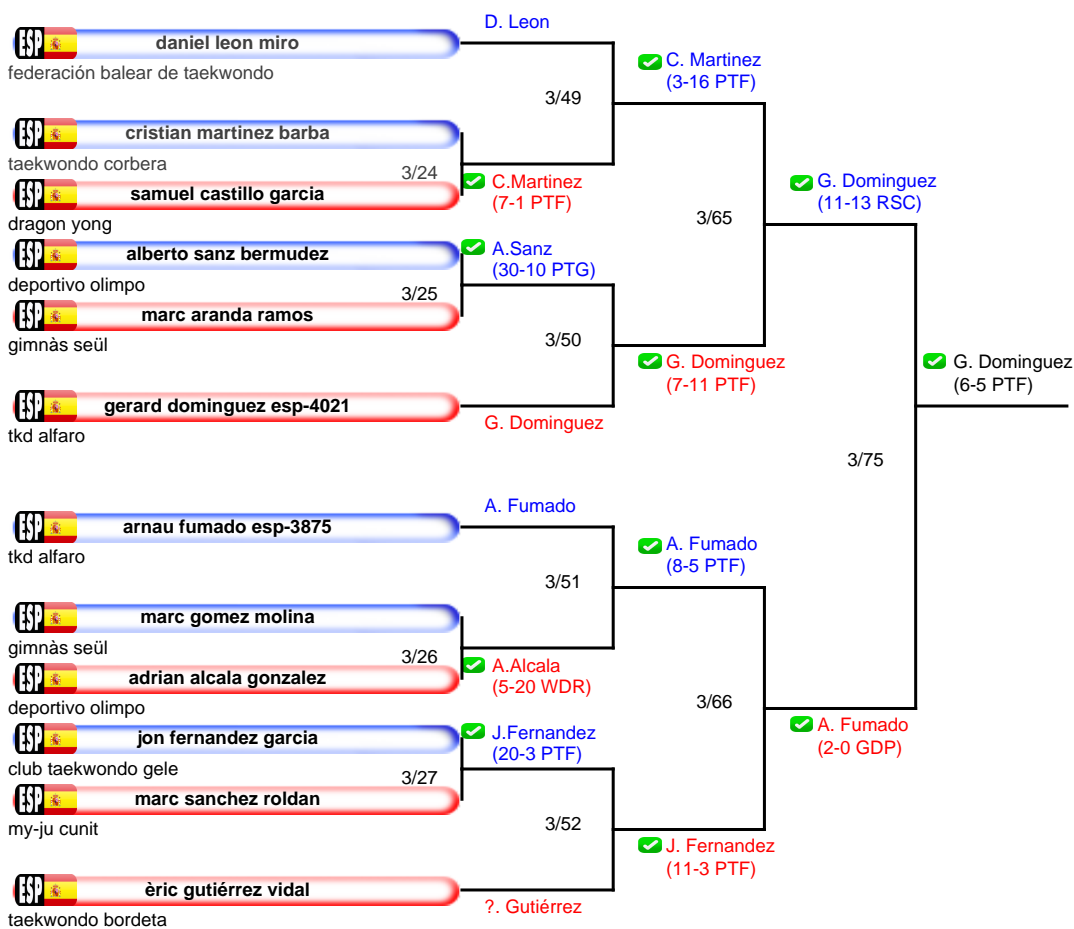 D. Leon
ESP daniel leon miro
federación balear de taekwondo
C. Martinez
(3-16 PTF)
3/49
ESP cristian martinez barba
taekwondo corbera
3/24
C.Martinez
(7-1 PTF)
ESP samuel castillo garcia
dragon yong
G. Dominguez
(11-13 RSC)
3/65
ESP alberto sanz bermudez
deportivo olimpo
A.Sanz
(30-10 PTG)
3/25
ESP marc aranda ramos
gimnàs seül
3/50
G. Dominguez
(7-11 PTF)
G. Dominguez
(6-5 PTF)
ESP gerard dominguez esp-4021
tkd alfaro
G. Dominguez
3/75
A. Fumado
ESP arnau fumado esp-3875
tkd alfaro
A. Fumado
(8-5 PTF)
3/51
ESP marc gomez molina
gimnàs seül
3/26
A.Alcala
(5-20 WDR)
ESP adrian alcala gonzalez
deportivo olimpo
3/66
A. Fumado
(2-0 GDP)
ESP jon fernandez garcia
club taekwondo gele
J.Fernandez
(20-3 PTF)
3/27
ESP marc sanchez roldan
my-ju cunit
3/52
J. Fernandez
(11-3 PTF)
ESP èric gutiérrez vidal
taekwondo bordeta
?. Gutiérrez